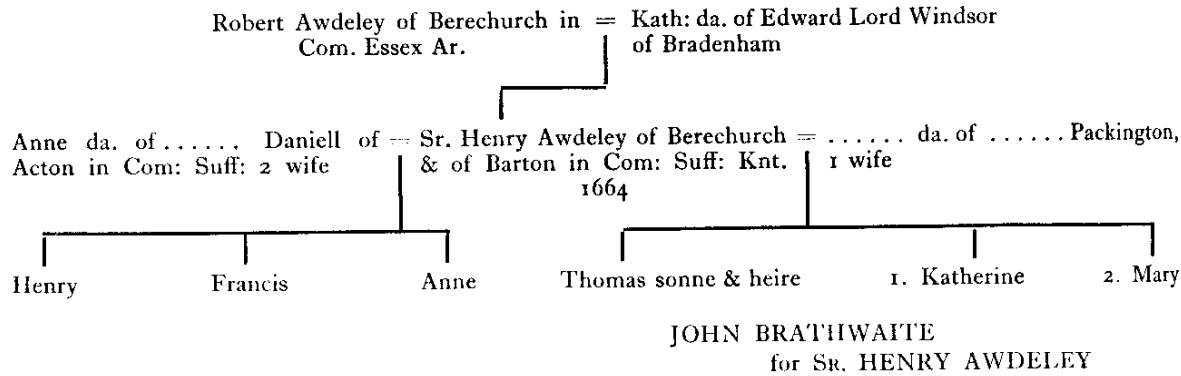 Robert Awdeley of Berechurch in = Kath: da. of Edward Lord Windsor
Com. Essex Ar. of Bradenham
Anne da. of ...... Daniell of = Sr. Henry Awdeley of Berechurch = ...... da. of ...... Packington,
Acton in Com: Suff: 2 wife & of Barton in Com: Suff: Knt. 1 wife
1664
Henry Francis Anne Thomas sonne & heire 1. Katherine 2. Mary
JOHN BRATHWAITE
for SR. HENRY AWDELEY